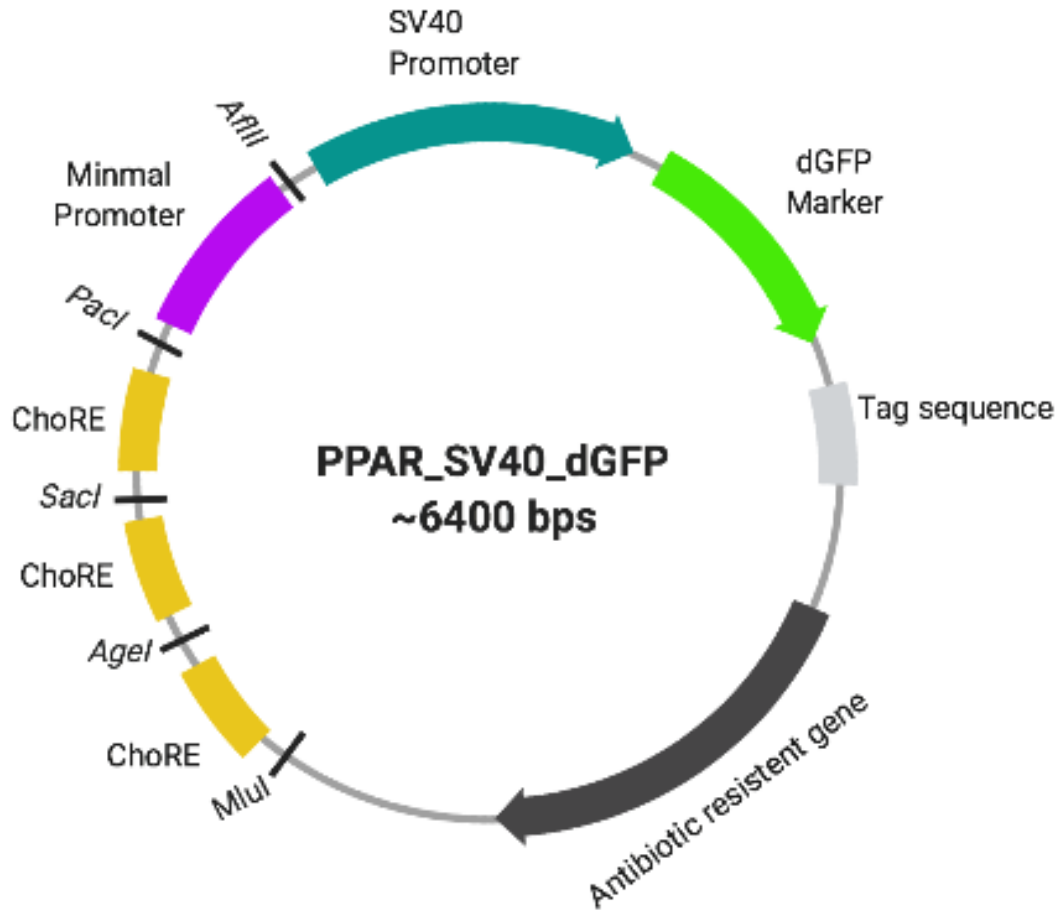 SV40
Promoter
AflII
Minmal
Promoter
dGFP
Marker
PacI
ChoRE
Tag sequence
PPAR_SV40_dGFP
~6400 bps
SacI
ChoRE
AgeI
ChoRE
MluI
Antibiotic resistent gene